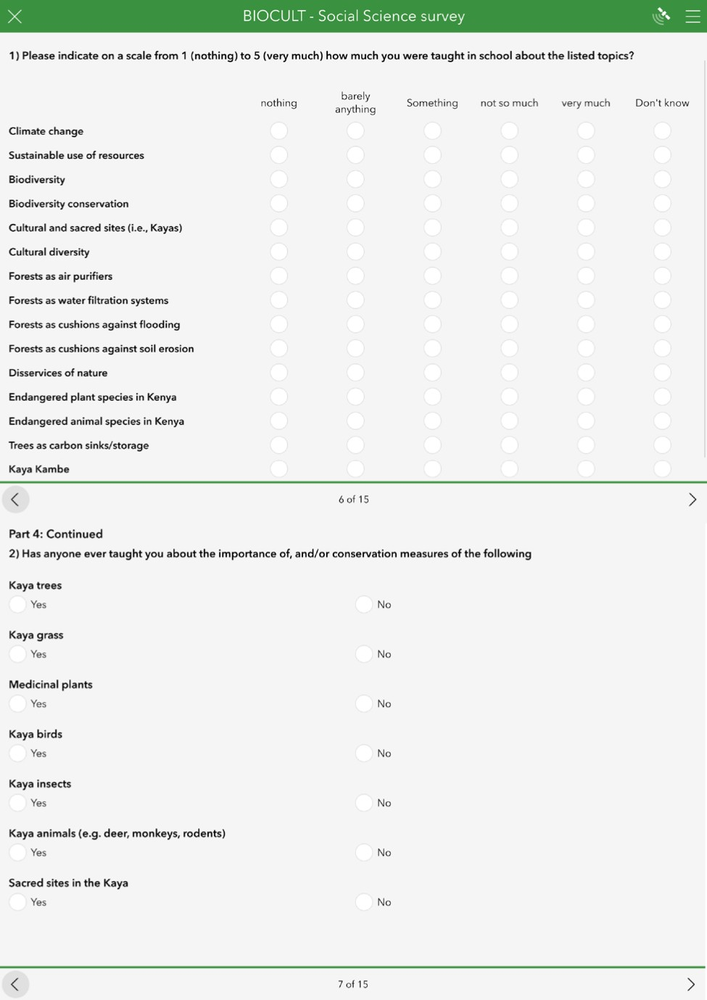 BIOCULT - Social Science survey
1) Please indicate on a scale from 1 (nothing) to 5 (very much) how much you were taught in school about the listed topics?
nothing barely anything Something not so much very much Don't know
Climate change
Sustainable use of resources
Biodiversity
Biodiversity conservation
Cultural and sacred sites (i.e., Kayas)
Cultural diversity
Forests as air purifiers
Forests as water filtration systems
Forests as cushions against flooding
Forests as cushions against soil erosion
Disservices of nature
Endangered plant species in Kenya
Endangered animal species in Kenya
Trees as carbon sinks/storage
Kaya Kambe
6 of 15
Part 4: Continued
2) Has anyone ever taught you about the importance of, and/or conservation measures of the following
Kaya trees
Yes No
Kaya grass
Yes No
Medicinal plants
Yes No
Kaya birds
Yes No
Kaya insects
Yes No
Kaya animals (e.g. deer, monkeys, rodents)
Yes No
Sacred sites in the Kaya
Yes No
7 of 15